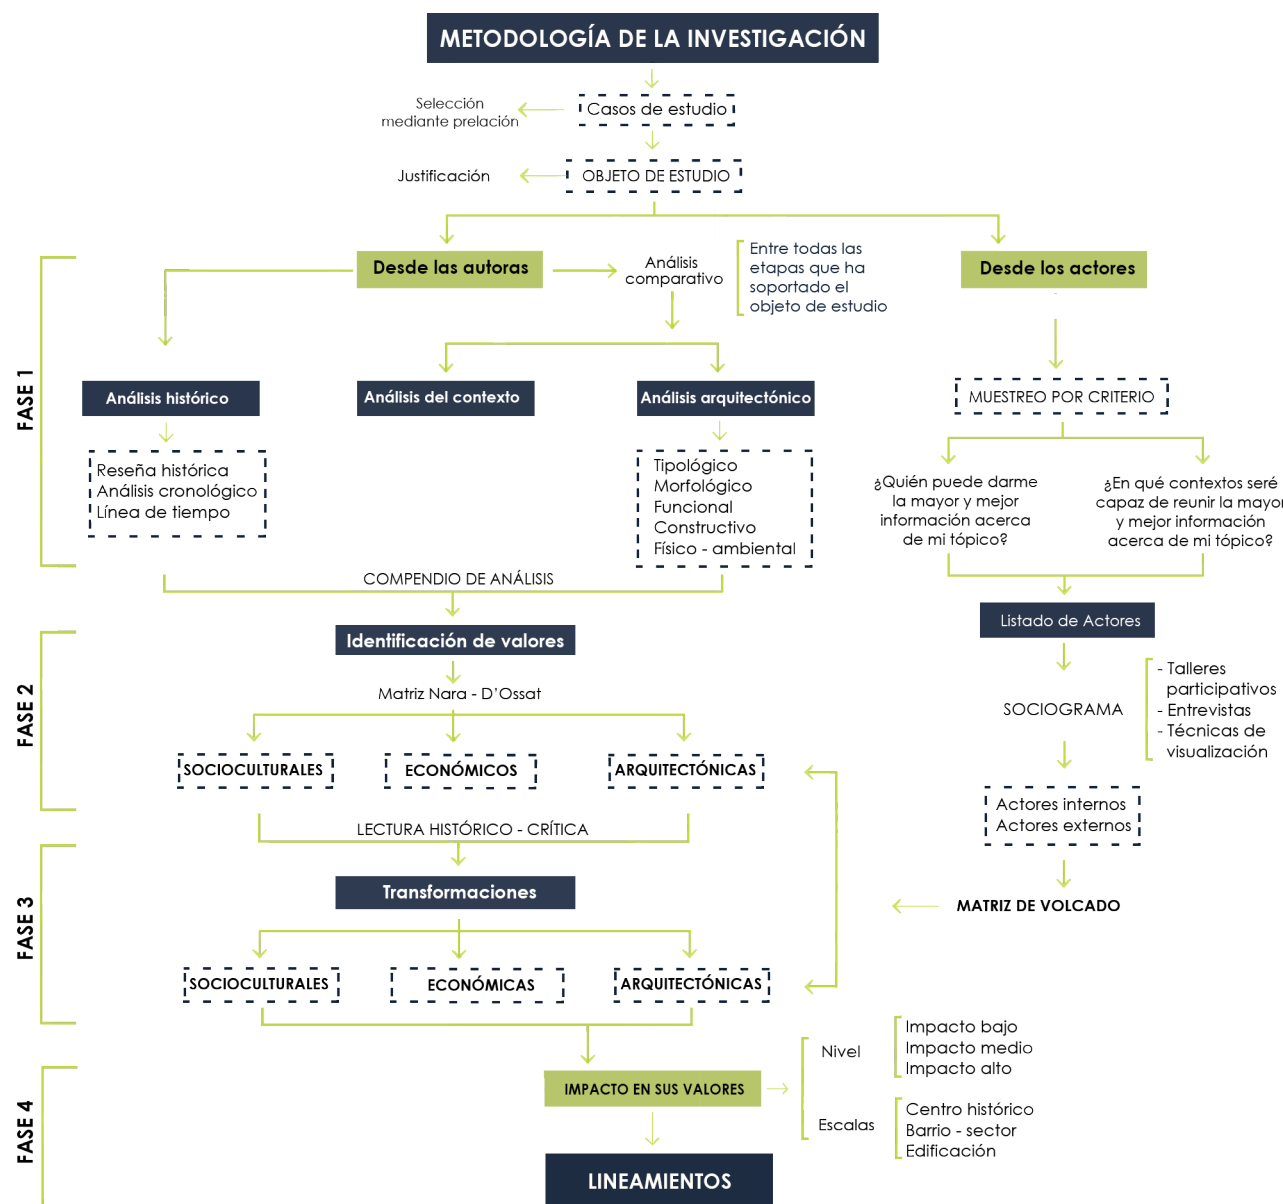 METODOLOGÍA DE LA INVESTIGACIÓN
Selección
mediante prelación
Casos de estudio
Justificación
OBJETO DE ESTUDIO
FASE 1
Desde las autoras
Análisis
comparativo
Entre todas las
etapas que ha
soportado el
objeto de estudio
Desde los actores
Análisis histórico
Análisis del contexto
Análisis arquitectónico
MUESTREO POR CRITERIO
Reseña histórica
Análisis cronológico
Línea de tiempo
Tipológico
Morfológico
Funcional
Constructivo
Físico - ambiental
¿Quién puede darme
la mayor y mejor
información acerca
de mi tópico?
¿En qué contextos seré
capaz de reunir la mayor
y mejor información
acerca de mi tópico?
COMPENDIO DE ANÁLISIS
Listado de Actores
FASE 2
Identificación de valores
Matriz Nara - D'Ossat
SOCIOCULTURALES
ECONÓMICOS
ARQUITECTÓNICAS
SOCIOGRAMA
- Talleres
participativos
- Entrevistas
- Técnicas de
visualización
Actores internos
Actores externos
LECTURA HISTÓRICO - CRÍTICA
FASE 3
Transformaciones
MATRIZ DE VOLCADO
SOCIOCULTURALES
ECONÓMICAS
ARQUITECTÓNICAS
FASE 4
IMPACTO EN SUS VALORES
Nivel
Impacto bajo
Impacto medio
Impacto alto
Escalas
Centro histórico
Barrio - sector
Edificación
LINEAMIENTOS